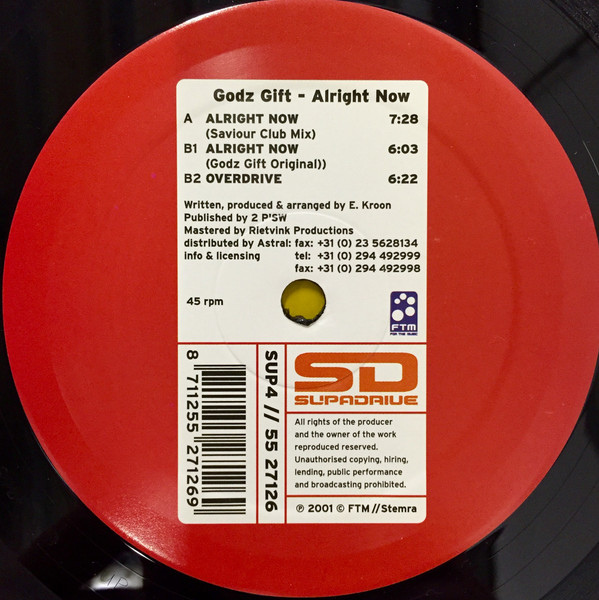 Godz Gift - Alright Now
A ALRIGHT NOW 7:28
(Saviour Club Mix)
B1 ALRIGHT NOW 6:03
(Godz Gift Original))
B2 OVERDRIVE 6:22
Written, produced & arranged by E. Kroon
Published by 2 P'SW
Mastered by Rietvink Productions
distributed by Astral: fax: +31 (0) 23 5628134
info & licensing tel: +31 (0) 294 492999
fax: +31 (0) 294 492998
45 rpm
FTM
FOR THE MUSIC
8 711255 271269
SUP4 // 55 27126
SD
SUPADRIVE
All rights of the producer
and the owner of the work
reproduced reserved.
Unauthorised copying, hiring,
lending, public performance
and broadcasting prohibited.
℗ 2001 © FTM // Stemra